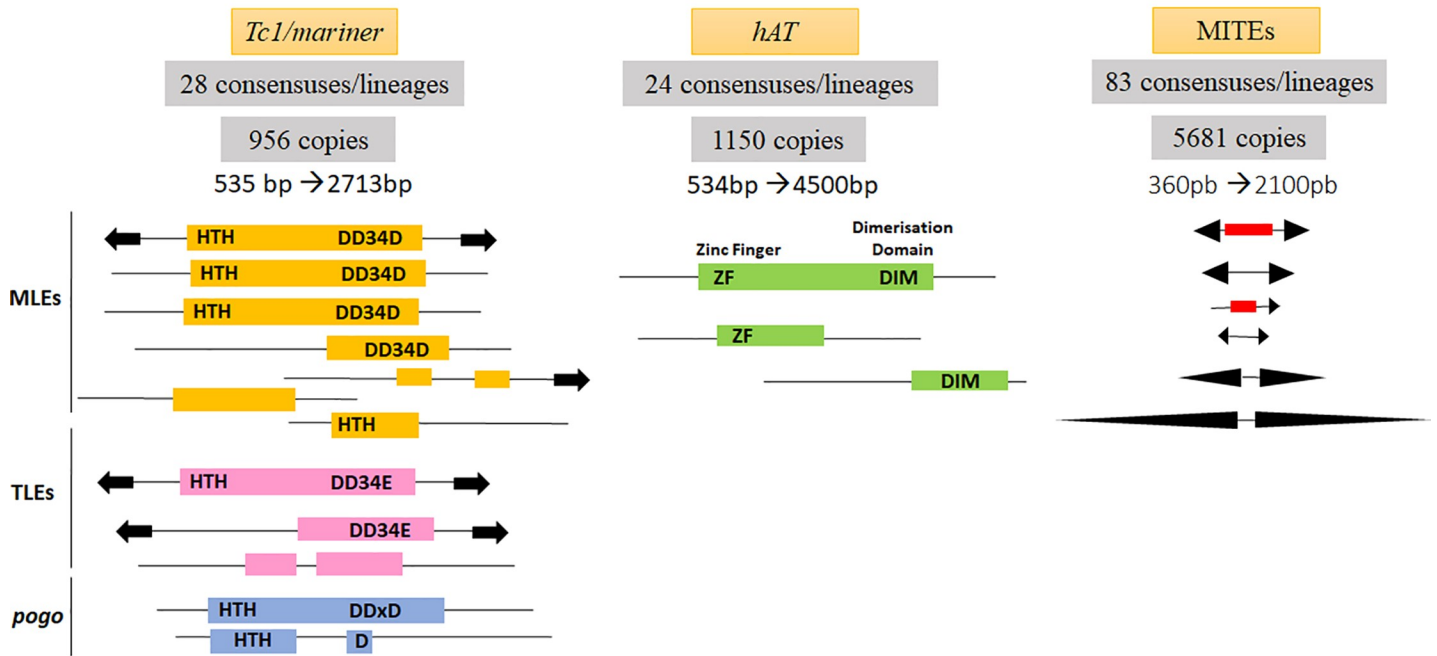 Tc1/mariner
28 consensuses/lineages
956 copies
535 bp →2713bp
MLEs
HTH DD34D
HTH DD34D
HTH DD34D
DD34D
HTH
TLEs
HTH DD34E
DD34E
pogo
HTH DDxD
HTH D
hAT
24 consensuses/lineages
1150 copies
534bp →4500bp
Zinc Finger
Dimerisation
Domain
ZF DIM
ZF
DIM
MITEs
83 consensuses/lineages
5681 copies
360pb →2100pb